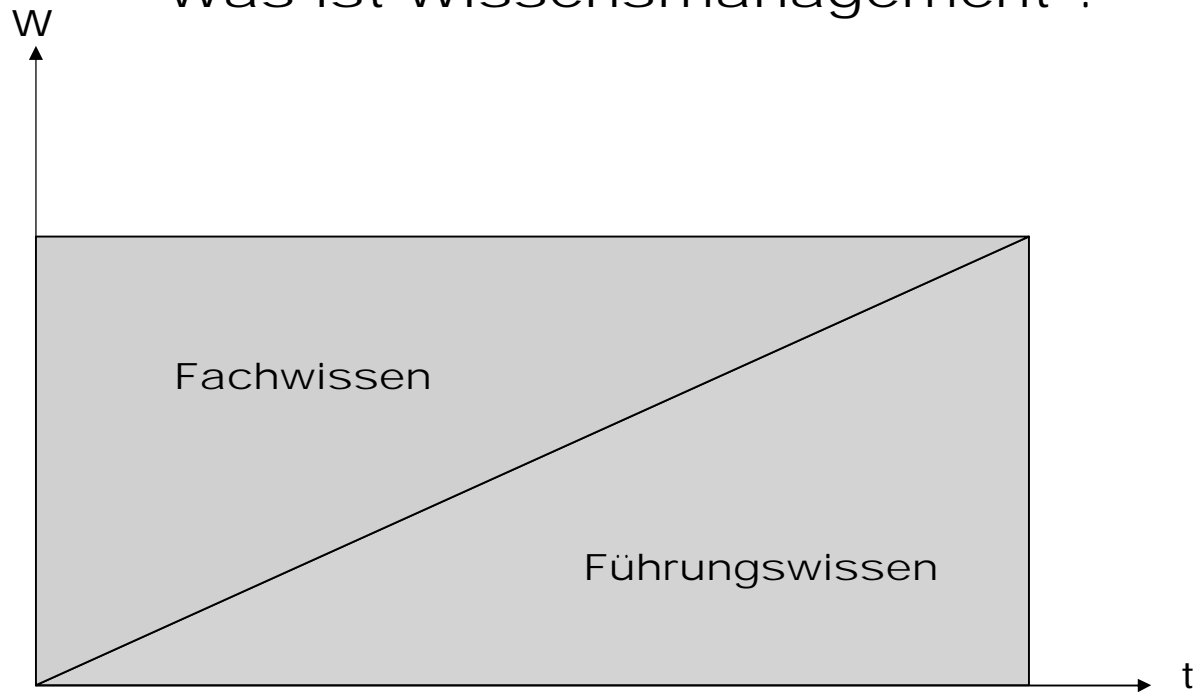 Was ist Wissensmanagement ?
W
Fachwissen
Führungswissen
t